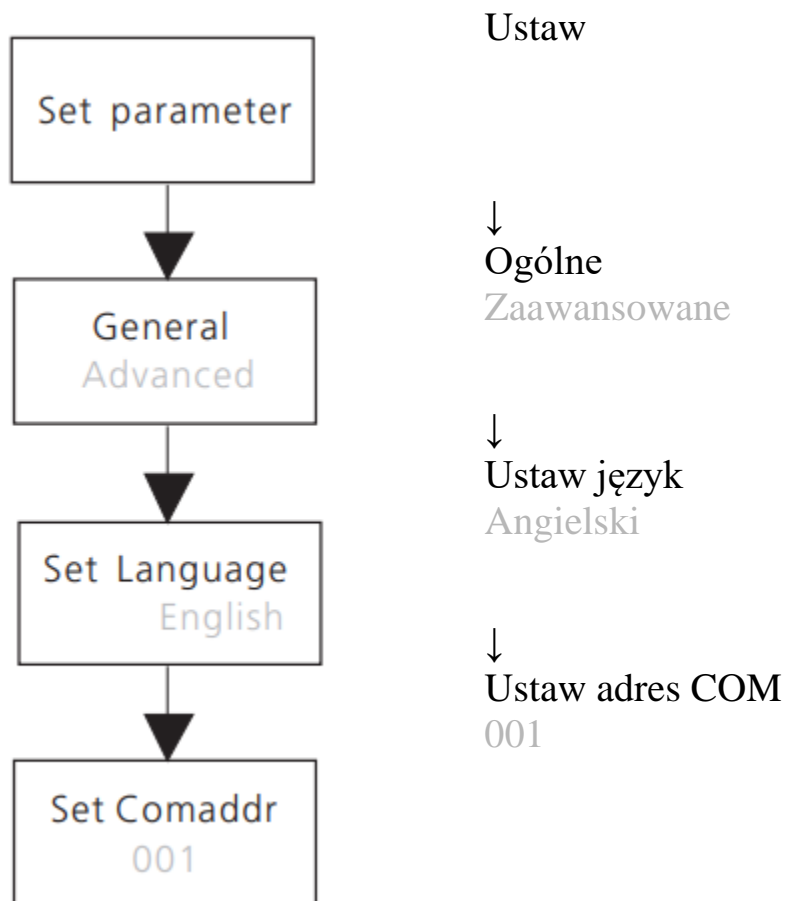 Set parameter
General
Advanced
Set Language
English
Set Comaddr
001
Ustaw
↓
Ogólne
Zaawansowane
↓
Ustaw język
Angielski
↓
Ustaw adres COM
001